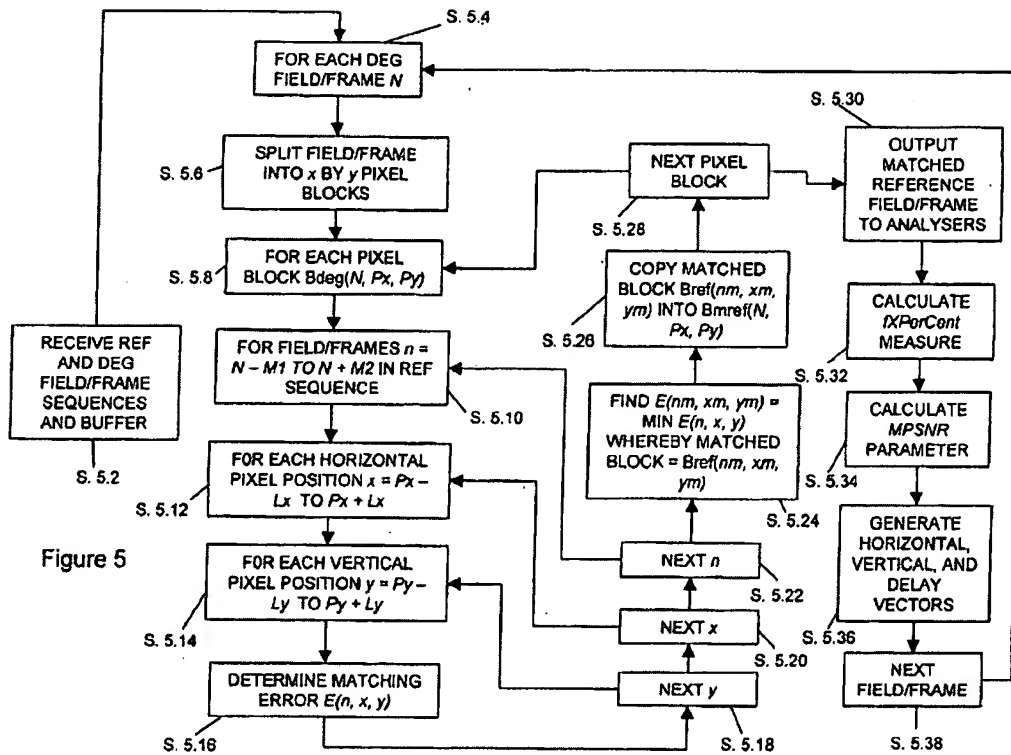 S. 5.4
FOR EACH DEG
FIELD/FRAME N
SPLIT FIELD/FRAME
INTO x BY y PIXEL
BLOCKS
S. 5.6
FOR EACH PIXEL
BLOCK Bdeg(N, Px, Py)
S. 5.8
RECEIVE REF
AND DEG
FIELD/FRAME
SEQUENCES
AND BUFFER
S. 5.2
FOR FIELD/FRAMES n =
N – M1 TO N + M2 IN REF
SEQUENCE
S. 5.10
FOR EACH HORIZONTAL
PIXEL POSITION x = Px –
Lx TO Px + Lx
S. 5.12
Figure 5
FOR EACH VERTICAL
PIXEL POSITION y = Py –
Ly TO Py + Ly
S. 5.14
DETERMINE MATCHING
ERROR E(n, x, y)
S. 5.16
NEXT y
S. 5.18
NEXT x
S. 5.20
NEXT n
S. 5.22
FIND E(nm, xm, ym) =
MIN E(n, x, y)
WHEREBY MATCHED
BLOCK = Bref(nm, xm,
ym)
S. 5.24
COPY MATCHED
BLOCK Bref(nm, xm,
ym) INTO Bmref(N,
Px, Py)
S. 5.26
NEXT PIXEL
BLOCK
S. 5.28
S. 5.30
OUTPUT
MATCHED
REFERENCE
FIELD/FRAME
TO ANALYSERS
CALCULATE
fXPerCent
MEASURE
S. 5.32
CALCULATE
MPSNR
PARAMETER
S. 5.34
GENERATE
HORIZONTAL,
VERTICAL, AND
DELAY
VECTORS
S. 5.36
NEXT
FIELD/FRAME
S. 5.38